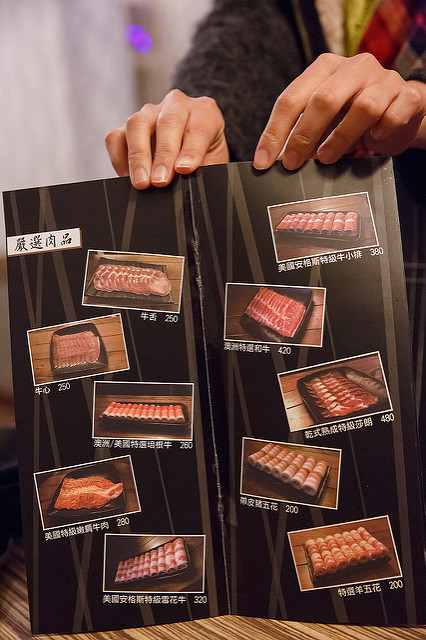 嚴選肉品
牛舌 250
牛心 250
澳洲/美國特選培根牛 260
美國特級嫩肩牛肉 280
美國安格斯特級雪花牛 320
美國安格斯特級牛小排 380
澳洲特選和牛 420
乾式熟成特級莎朗 480
帶皮豬五花 200
特選羊五花 200